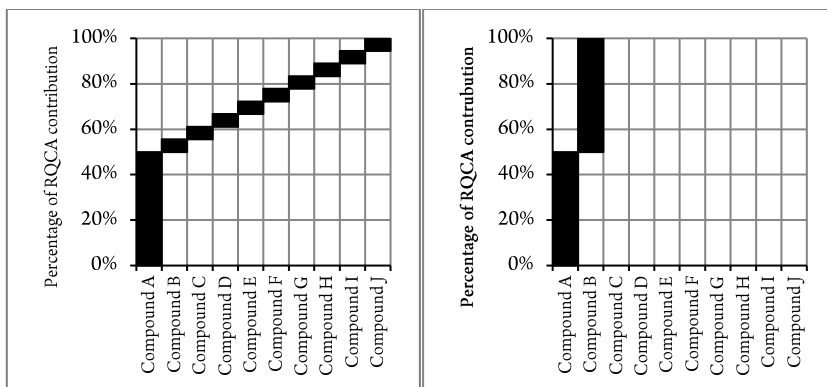 Percentage of RQCA contribution
100%
80%
60%
40%
20%
0%
Compound A
Compound B
Compound C
Compound D
Compound E
Compound F
Compound G
Compound H
Compound I
Compound J
Percentage of RQCA contrubution
100%
80%
60%
40%
20%
0%
Compound A
Compound B
Compound C
Compound D
Compound E
Compound F
Compound G
Compound H
Compound I
Compound J